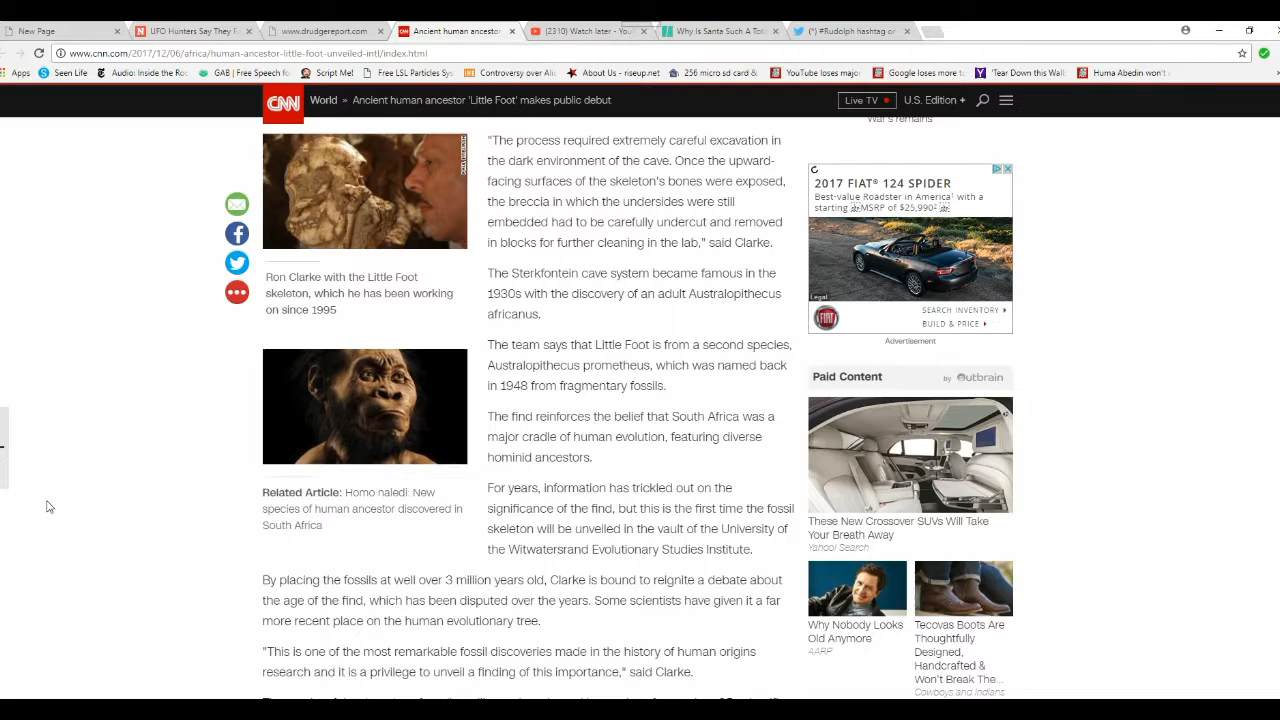 New Page
UFO Hunters Say They F
www.drudgereport.com
Ancient human ancestor
(2310) Watch later - You
Why Is Santa Such A Tot
(*) #Rudolph hashtag or
www.cnn.com/2017/12/06/africa/human-ancestor-little-foot-unveiled-intl/index.html
Apps
Seen Life
Audio: Inside the Ro
GAB | Free Speech fo
Script Me!
Free LSL Particles Sys
Controversy over Ali
About Us - riseup.net
256 micro sd card &
YouTube loses major
Google loses more to
'Tear Down this Wall
Huma Abedin won't
CNN
World » Ancient human ancestor 'Little Foot' makes public debut
Live TV
U.S. Edition +
War's remains
"The process required extremely careful excavation in
the dark environment of the cave. Once the upward-
facing surfaces of the skeleton's bones were exposed,
the breccia in which the undersides were still
embedded had to be carefully undercut and removed
in blocks for further cleaning in the lab," said Clarke.
Ron Clarke with the Little Foot
skeleton, which he has been working
on since 1995
The Sterkfontein cave system became famous in the
1930s with the discovery of an adult Australopithecus
africanus.
The team says that Little Foot is from a second species,
Australopithecus prometheus, which was named back
in 1948 from fragmentary fossils.
The find reinforces the belief that South Africa was a
major cradle of human evolution, featuring diverse
hominid ancestors.
Related Article: Homo naledi: New
species of human ancestor discovered in
South Africa
For years, information has trickled out on the
significance of the find, but this is the first time the fossil
skeleton will be unveiled in the vault of the University of
the Witwatersrand Evolutionary Studies Institute.
By placing the fossils at well over 3 million years old, Clarke is bound to reignite a debate about
the age of the find, which has been disputed over the years. Some scientists have given it a far
more recent place on the human evolutionary tree.
"This is one of the most remarkable fossil discoveries made in the history of human origins
research and it is a privilege to unveil a finding of this importance," said Clarke.
2017 FIAT® 124 SPIDER
Best-value Roadster in America¹ with a
starting MSRP of $25,990²
Legal
FIAT
SEARCH INVENTORY
BUILD & PRICE
Advertisement
Paid Content
by Outbrain
These New Crossover SUVs Will Take
Your Breath Away
Yahoo! Search
Why Nobody Looks
Old Anymore
AARP
Tecovas Boots Are
Thoughtfully
Designed,
Handcrafted &
Won't Break The...
Cowboys and Indians